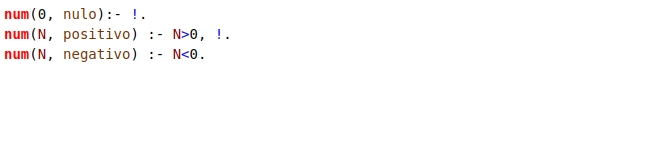 num(0, nulo):- !.
num(N, positivo) :- N>0, !.
num(N, negativo) :- N<0.